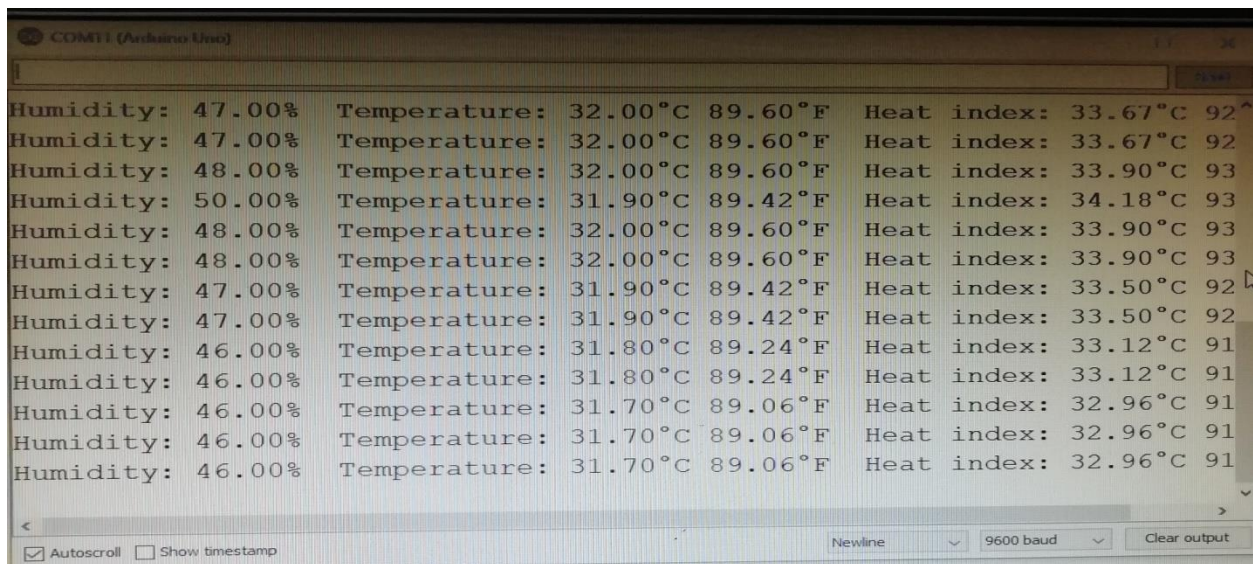 COM11 (Arduino Uno)
Send
Humidity: 47.00%  Temperature: 32.00°C 89.60°F  Heat index: 33.67°C 92
Humidity: 47.00%  Temperature: 32.00°C 89.60°F  Heat index: 33.67°C 92
Humidity: 48.00%  Temperature: 32.00°C 89.60°F  Heat index: 33.90°C 93
Humidity: 50.00%  Temperature: 31.90°C 89.42°F  Heat index: 34.18°C 93
Humidity: 48.00%  Temperature: 32.00°C 89.60°F  Heat index: 33.90°C 93
Humidity: 48.00%  Temperature: 32.00°C 89.60°F  Heat index: 33.90°C 93
Humidity: 47.00%  Temperature: 31.90°C 89.42°F  Heat index: 33.50°C 92
Humidity: 47.00%  Temperature: 31.90°C 89.42°F  Heat index: 33.50°C 92
Humidity: 46.00%  Temperature: 31.80°C 89.24°F  Heat index: 33.12°C 91
Humidity: 46.00%  Temperature: 31.80°C 89.24°F  Heat index: 33.12°C 91
Humidity: 46.00%  Temperature: 31.70°C 89.06°F  Heat index: 32.96°C 91
Humidity: 46.00%  Temperature: 31.70°C 89.06°F  Heat index: 32.96°C 91
Humidity: 46.00%  Temperature: 31.70°C 89.06°F  Heat index: 32.96°C 91
Autoscroll Show timestamp Newline 9600 baud Clear output